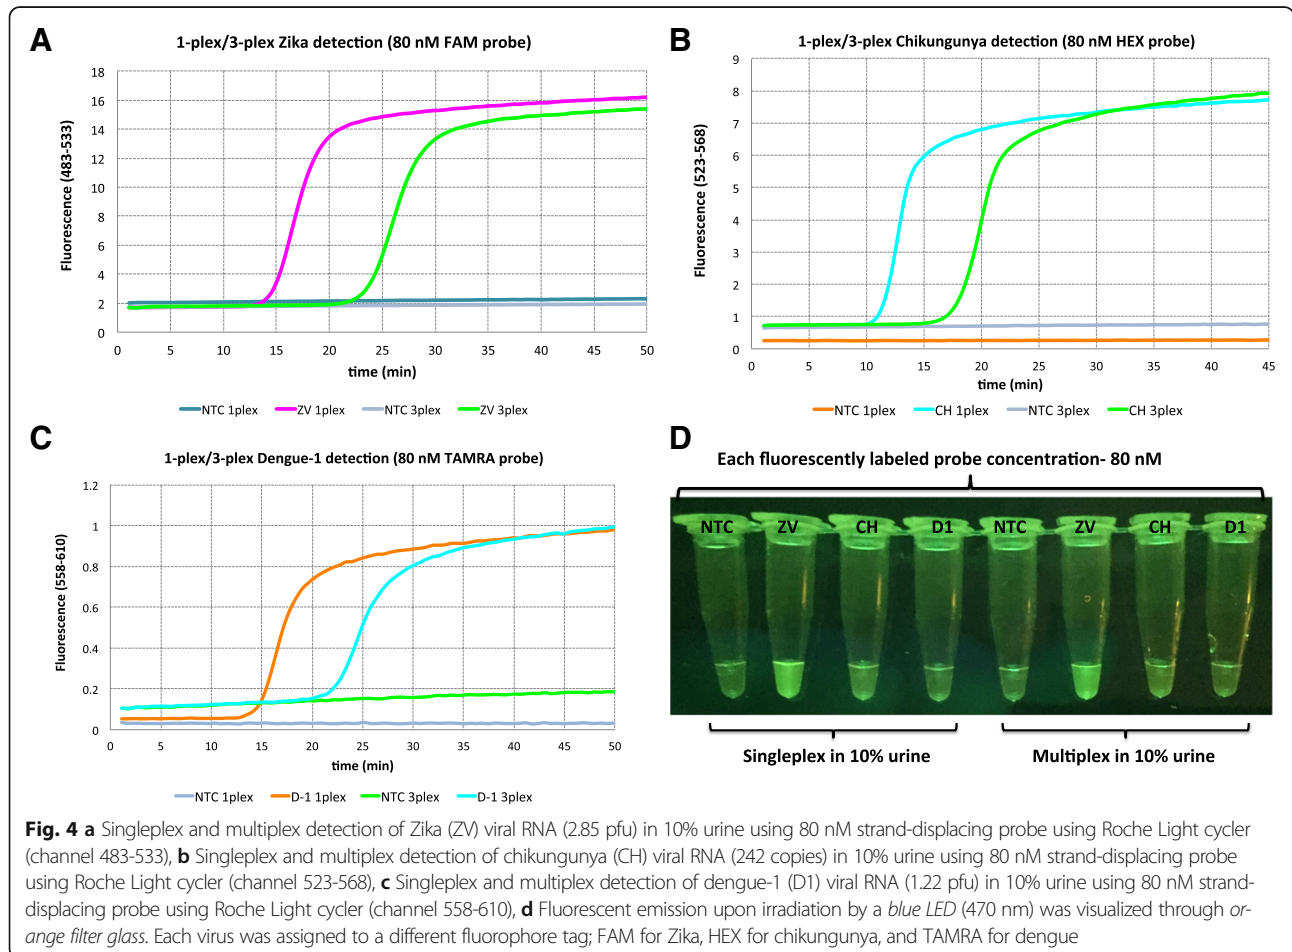 A
1-plex/3-plex Zika detection (80 nM FAM probe)
Fluorescence (483-533)
18
16
14
12
10
8
6
4
2
0
0 5 10 15 20 25 30 35 40 45 50
time (min)
NTC 1plex ZV 1plex NTC 3plex ZV 3plex
B
1-plex/3-plex Chikungunya detection (80 nM HEX probe)
Fluorescence (523-568)
9
8
7
6
5
4
3
2
1
0
0 5 10 15 20 25 30 35 40 45
time (min)
NTC 1plex CH 1plex NTC 3plex CH 3plex
C
1-plex/3-plex Dengue-1 detection (80 nM TAMRA probe)
Fluorescence (558-610)
1.2
1
0.8
0.6
0.4
0.2
0
0 5 10 15 20 25 30 35 40 45 50
time (min)
NTC 1plex D-1 1plex NTC 3plex D-1 3plex
D
Each fluorescently labeled probe concentration- 80 nM
NTC ZV CH D1 NTC ZV CH D1
Singleplex in 10% urine Multiplex in 10% urine
Fig. 4 a Singleplex and multiplex detection of Zika (ZV) viral RNA (2.85 pfu) in 10% urine using 80 nM strand-displacing probe using Roche Light cycler
(channel 483-533), b Singleplex and multiplex detection of chikungunya (CH) viral RNA (242 copies) in 10% urine using 80 nM strand-displacing probe
using Roche Light cycler (channel 523-568), c Singleplex and multiplex detection of dengue-1 (D1) viral RNA (1.22 pfu) in 10% urine using 80 nM strand-
displacing probe using Roche Light cycler (channel 558-610), d Fluorescent emission upon irradiation by a blue LED (470 nm) was visualized through or-
ange filter glass. Each virus was assigned to a different fluorophore tag; FAM for Zika, HEX for chikungunya, and TAMRA for dengue